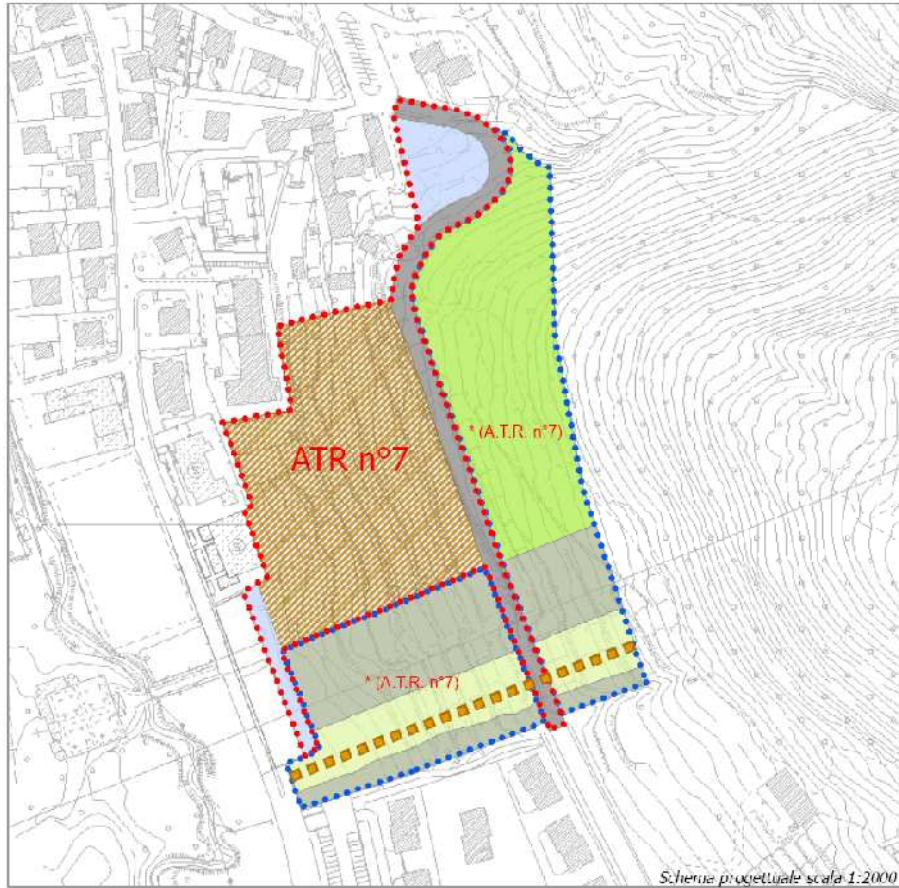 * (A.T.R. n°7)
ATR n°7
* (A.T.R. n°7)
Schema progettuale scala 1:2000